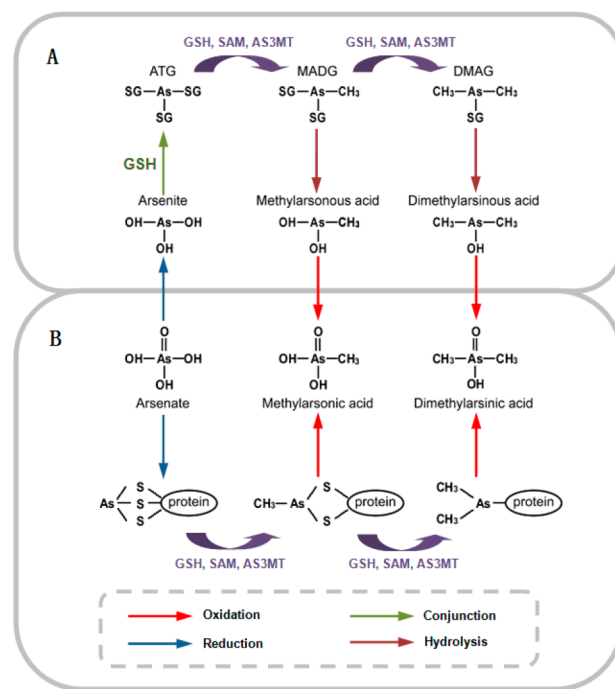 A
GSH, SAM, AS3MT
GSH, SAM, AS3MT
ATG
MADG
DMAG
SG—As—SG
SG
SG—As—CH₃
SG
CH₃—As—CH₃
SG
GSH
Arsenite
Methylarsonous acid
Dimethylarsinous acid
OH—As—OH
OH
OH—As—CH₃
OH
CH₃—As—CH₃
OH
B
O
OH—As—OH
OH
O
OH—As—CH₃
OH
O
CH₃—As—CH₃
OH
Arsenate
Methylarsonic acid
Dimethylarsinic acid
S
As S protein
S
S
CH₃—As protein
S
CH₃
As protein
CH₃
GSH, SAM, AS3MT
GSH, SAM, AS3MT
Oxidation
Conjunction
Reduction
Hydrolysis